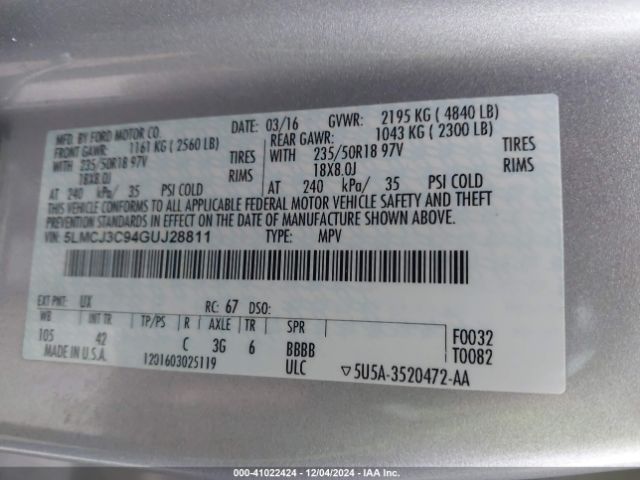 MFD. BY FORD MOTOR CO.
DATE: 03/16 GVWR: 2195 KG ( 4840 LB)
FRONT GAWR: 1161 KG ( 2560 LB) REAR GAWR: 1043 KG ( 2300 LB)
WITH 235/50R18 97V TIRES WITH 235/50R18 97V TIRES
18X8.0J RIMS 18X8.0J RIMS
AT 240 kPa/ 35 PSI COLD AT 240 kPa/ 35 PSI COLD
THIS VEHICLE CONFORMS TO ALL APPLICABLE FEDERAL MOTOR VEHICLE SAFETY AND THEFT
PREVENTION STANDARDS IN EFFECT ON THE DATE OF MANUFACTURE SHOWN ABOVE.
VIN: 5LMCJ3C94GUJ28811 TYPE: MPV
EXT PNT: UX RC: 67 DSO:
WB INT TR TP/PS R AXLE TR SPR
105 42 C 3G 6 BBBB F0032
MADE IN U.S.A. 1201603025119 ULC T0082
▽5U5A-3520472-AA
000-41022424 - 12/04/2024 - IAA Inc.